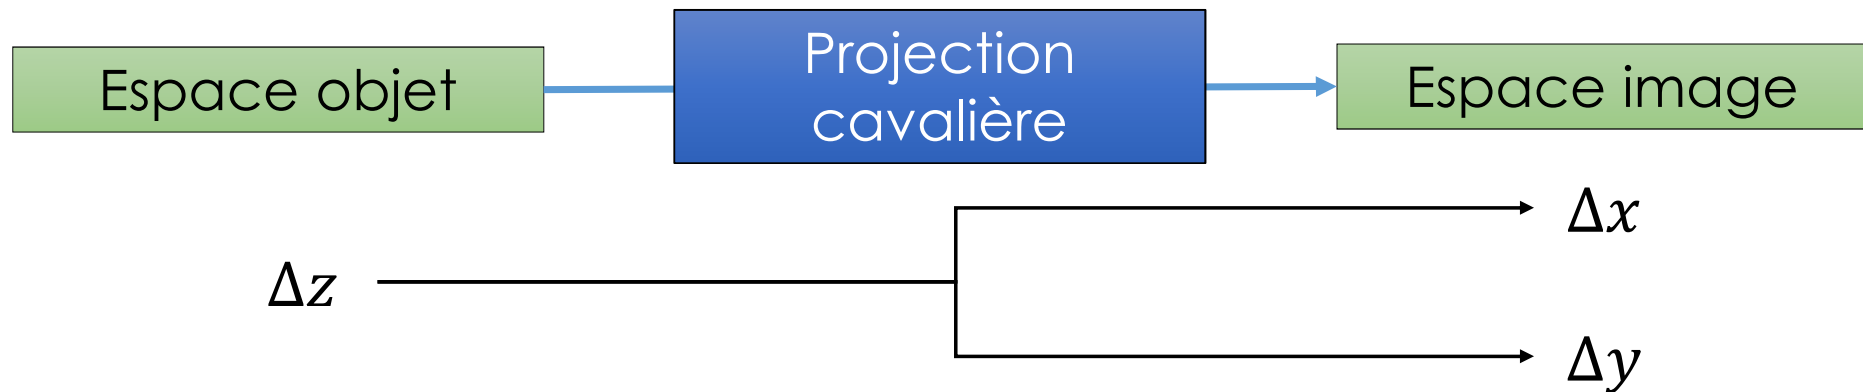 Espace objet
Projection
cavalière
Espace image
Δx
Δz
Δy